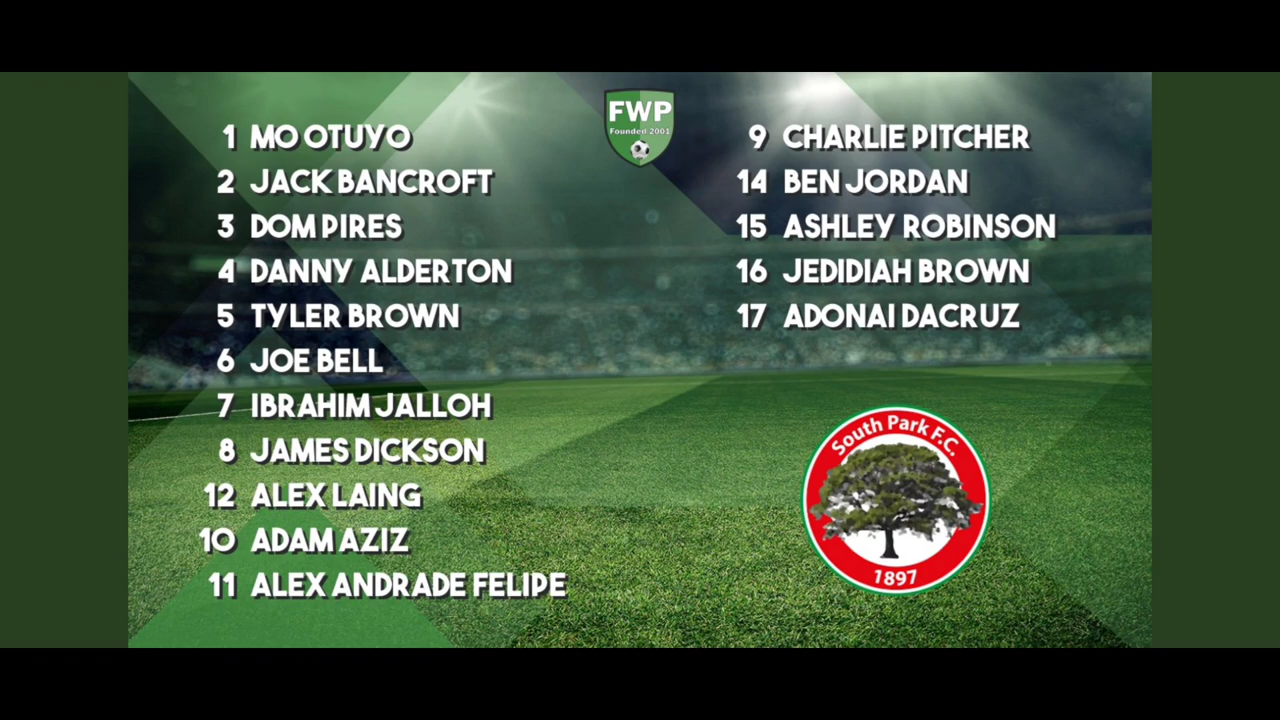 FWP
Founded 2001
1 MO OTUYO
2 JACK BANCROFT
3 DOM PIRES
4 DANNY ALDERTON
5 TYLER BROWN
6 JOE BELL
7 IBRAHIM JALLOH
8 JAMES DICKSON
12 ALEX LAING
10 ADAM AZIZ
11 ALEX ANDRADE FELIPE
9 CHARLIE PITCHER
14 BEN JORDAN
15 ASHLEY ROBINSON
16 JEDIDIAH BROWN
17 ADONAI DACRUZ
South Park F.C.
1897